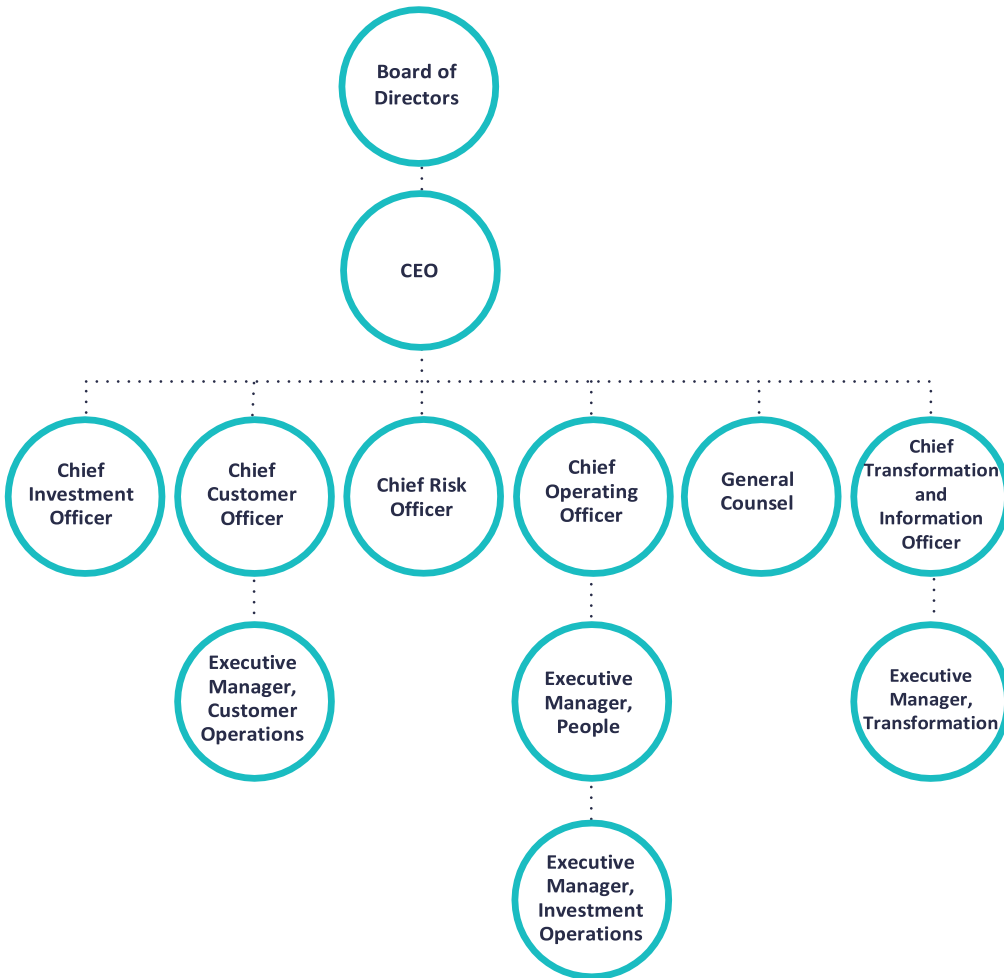 Board of
Directors
CEO
Chief
Investment
Officer
Chief
Customer
Officer
Chief Risk
Officer
Chief
Operating
Officer
General
Counsel
Chief
Transformation
and
Information
Officer
Executive
Manager,
Customer
Operations
Executive
Manager,
People
Executive
Manager,
Transformation
Executive
Manager,
Investment
Operations